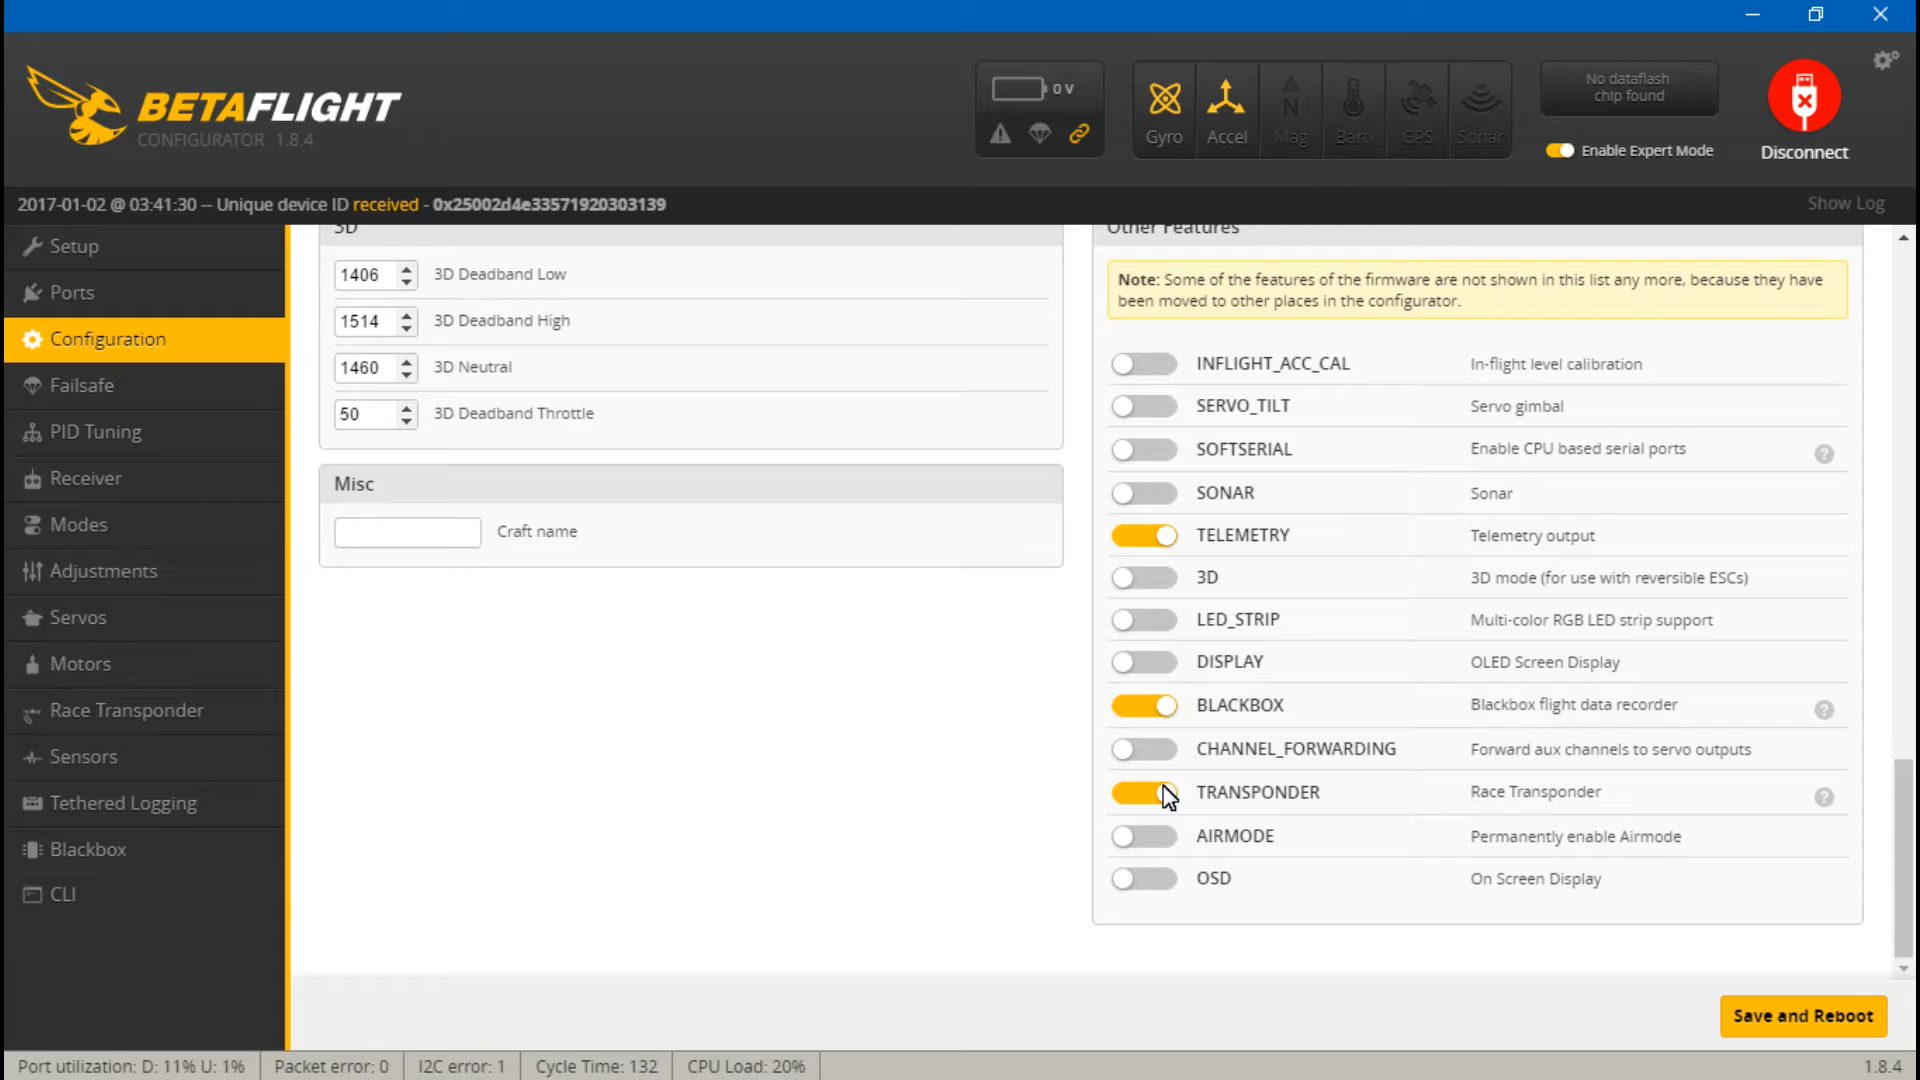 BETAFLIGHT
CONFIGURATOR 1.8.4
0 V
Gyro
Accel
Mag
Baro
GPS
Sonar
No dataflash
chip found
Enable Expert Mode
Disconnect
2017-01-02 @ 03:41:30 -- Unique device ID received - 0x25002d4e33571920303139
Show Log
Setup
Ports
Configuration
Failsafe
PID Tuning
Receiver
Modes
Adjustments
Servos
Motors
Race Transponder
Sensors
Tethered Logging
Blackbox
CLI
3D
1406 3D Deadband Low
1514 3D Deadband High
1460 3D Neutral
50 3D Deadband Throttle
Misc
Craft name
Other Features
Note: Some of the features of the firmware are not shown in this list any more, because they have
been moved to other places in the configurator.
INFLIGHT_ACC_CAL In-flight level calibration
SERVO_TILT Servo gimbal
SOFTSERIAL Enable CPU based serial ports ?
SONAR Sonar
TELEMETRY Telemetry output
3D 3D mode (for use with reversible ESCs)
LED_STRIP Multi-color RGB LED strip support
DISPLAY OLED Screen Display
BLACKBOX Blackbox flight data recorder ?
CHANNEL_FORWARDING Forward aux channels to servo outputs
TRANSPONDER Race Transponder ?
AIRMODE Permanently enable Airmode
OSD On Screen Display
Save and Reboot
Port utilization: D: 11% U: 1% Packet error: 0 I2C error: 1 Cycle Time: 132 CPU Load: 20% 1.8.4